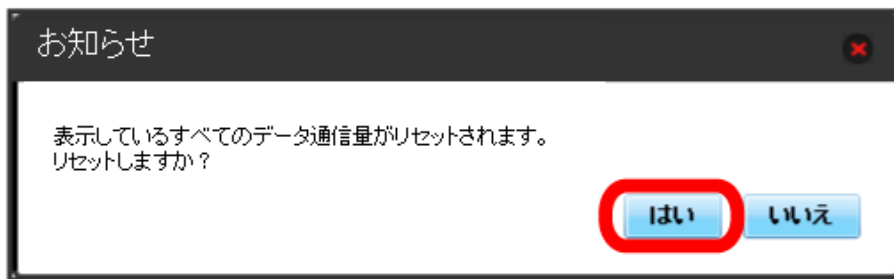 お知らせ
表示しているすべてのデータ通信量がリセットされます。
リセットしますか？
はい
いいえ